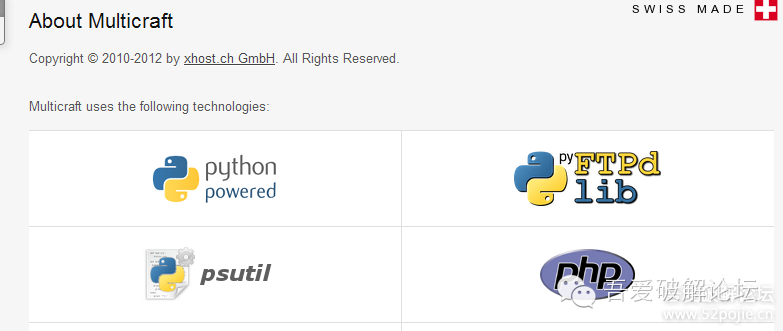 SWISS MADE
About Multicraft
Copyright © 2010-2012 by xhost.ch GmbH. All Rights Reserved.
Multicraft uses the following technologies:
python
powered
py FTPd
lib
psutil
php
吾爱破解论坛
www.52pojie.cn